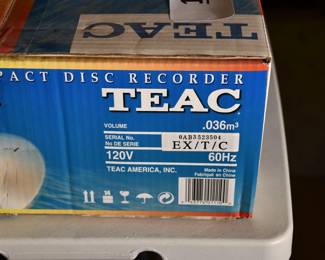 TEAC
PACT DISC RECORDER
TEAC
VOLUME .036m³
SERIAL No. 0AB3523504
No DE SERIE EX/T/C
120V 60Hz
TEAC AMERICA, INC.
Made in China
Fabriqué en Chine